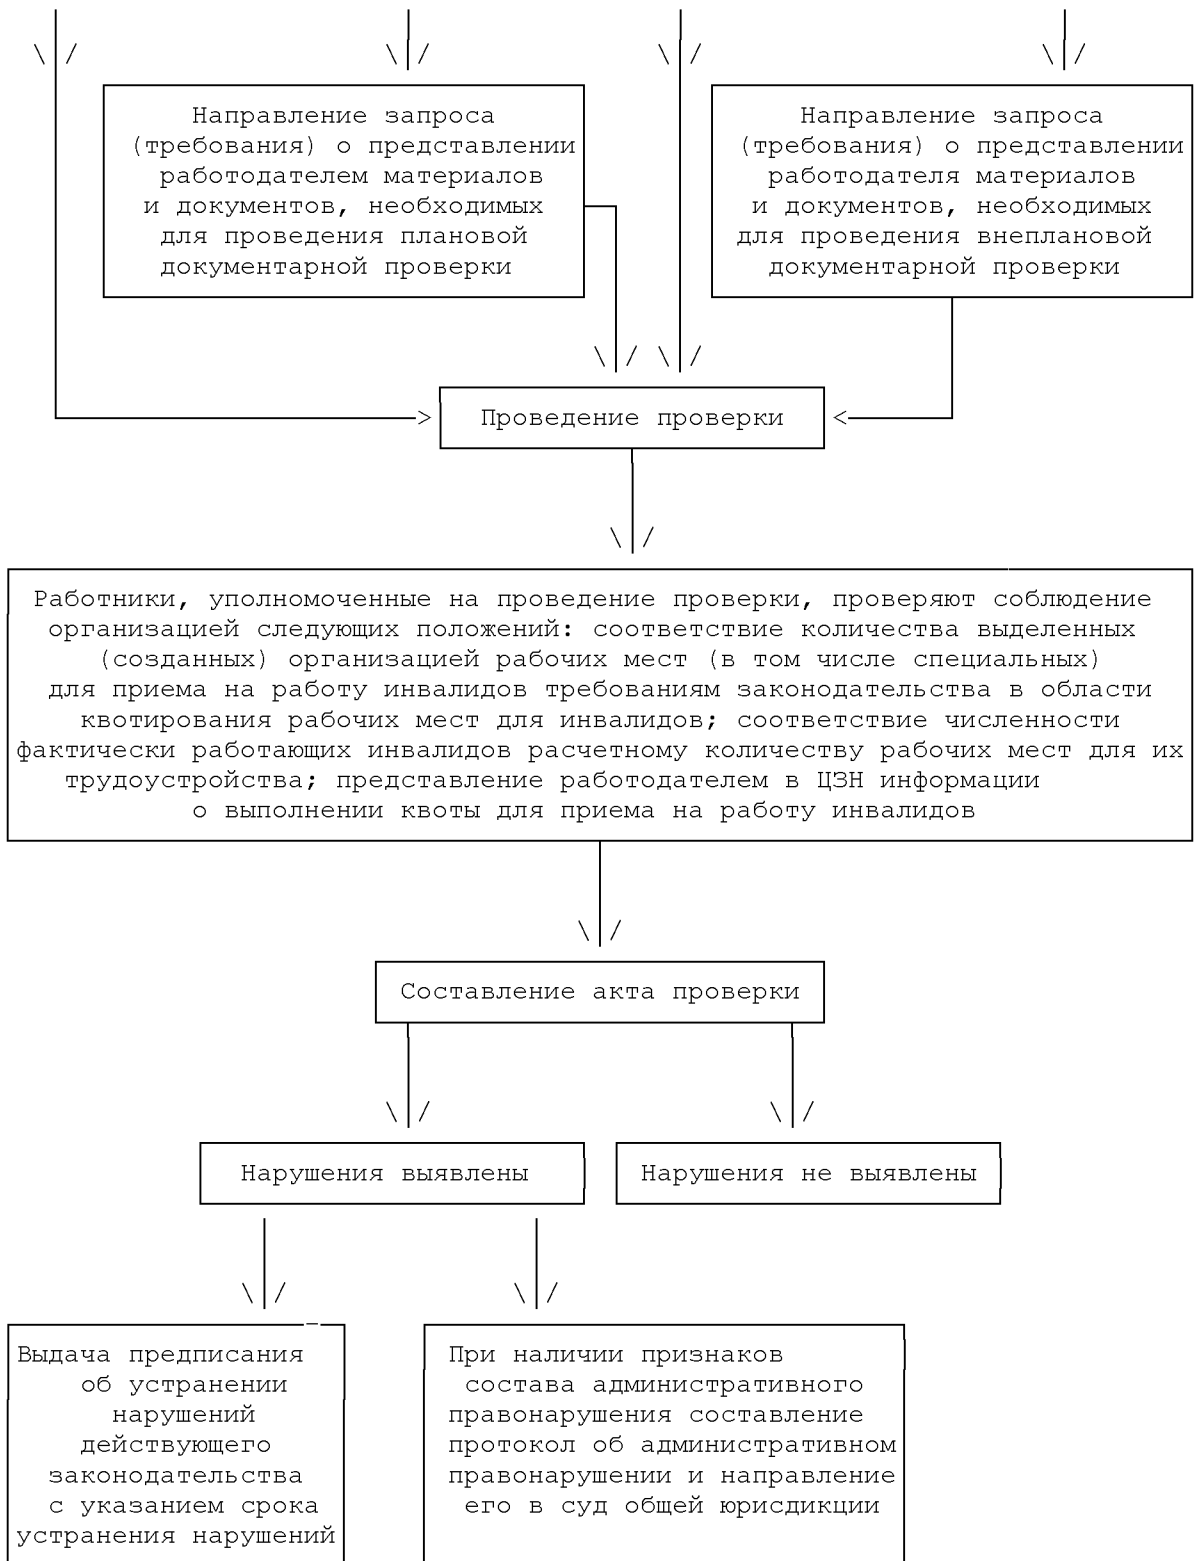 Направление запроса
(требования) о представлении
работодателем материалов
и документов, необходимых
для проведения плановой
документарной проверки
Направление запроса
(требования) о представлении
работодателя материалов
и документов, необходимых
для проведения внеплановой
документарной проверки
Проведение проверки
Работники, уполномоченные на проведение проверки, проверяют соблюдение
организацией следующих положений: соответствие количества выделенных
(созданных) организацией рабочих мест (в том числе специальных)
для приема на работу инвалидов требованиям законодательства в области
квотирования рабочих мест для инвалидов; соответствие численности
фактически работающих инвалидов расчетному количеству рабочих мест для их
трудоустройства; представление работодателем в ЦЗН информации
о выполнении квоты для приема на работу инвалидов
Составление акта проверки
Нарушения выявлены
Нарушения не выявлены
Выдача предписания
об устранении
нарушений
действующего
законодательства
с указанием срока
устранения нарушений
При наличии признаков
состава административного
правонарушения составление
протокол об административном
правонарушении и направление
его в суд общей юрисдикции